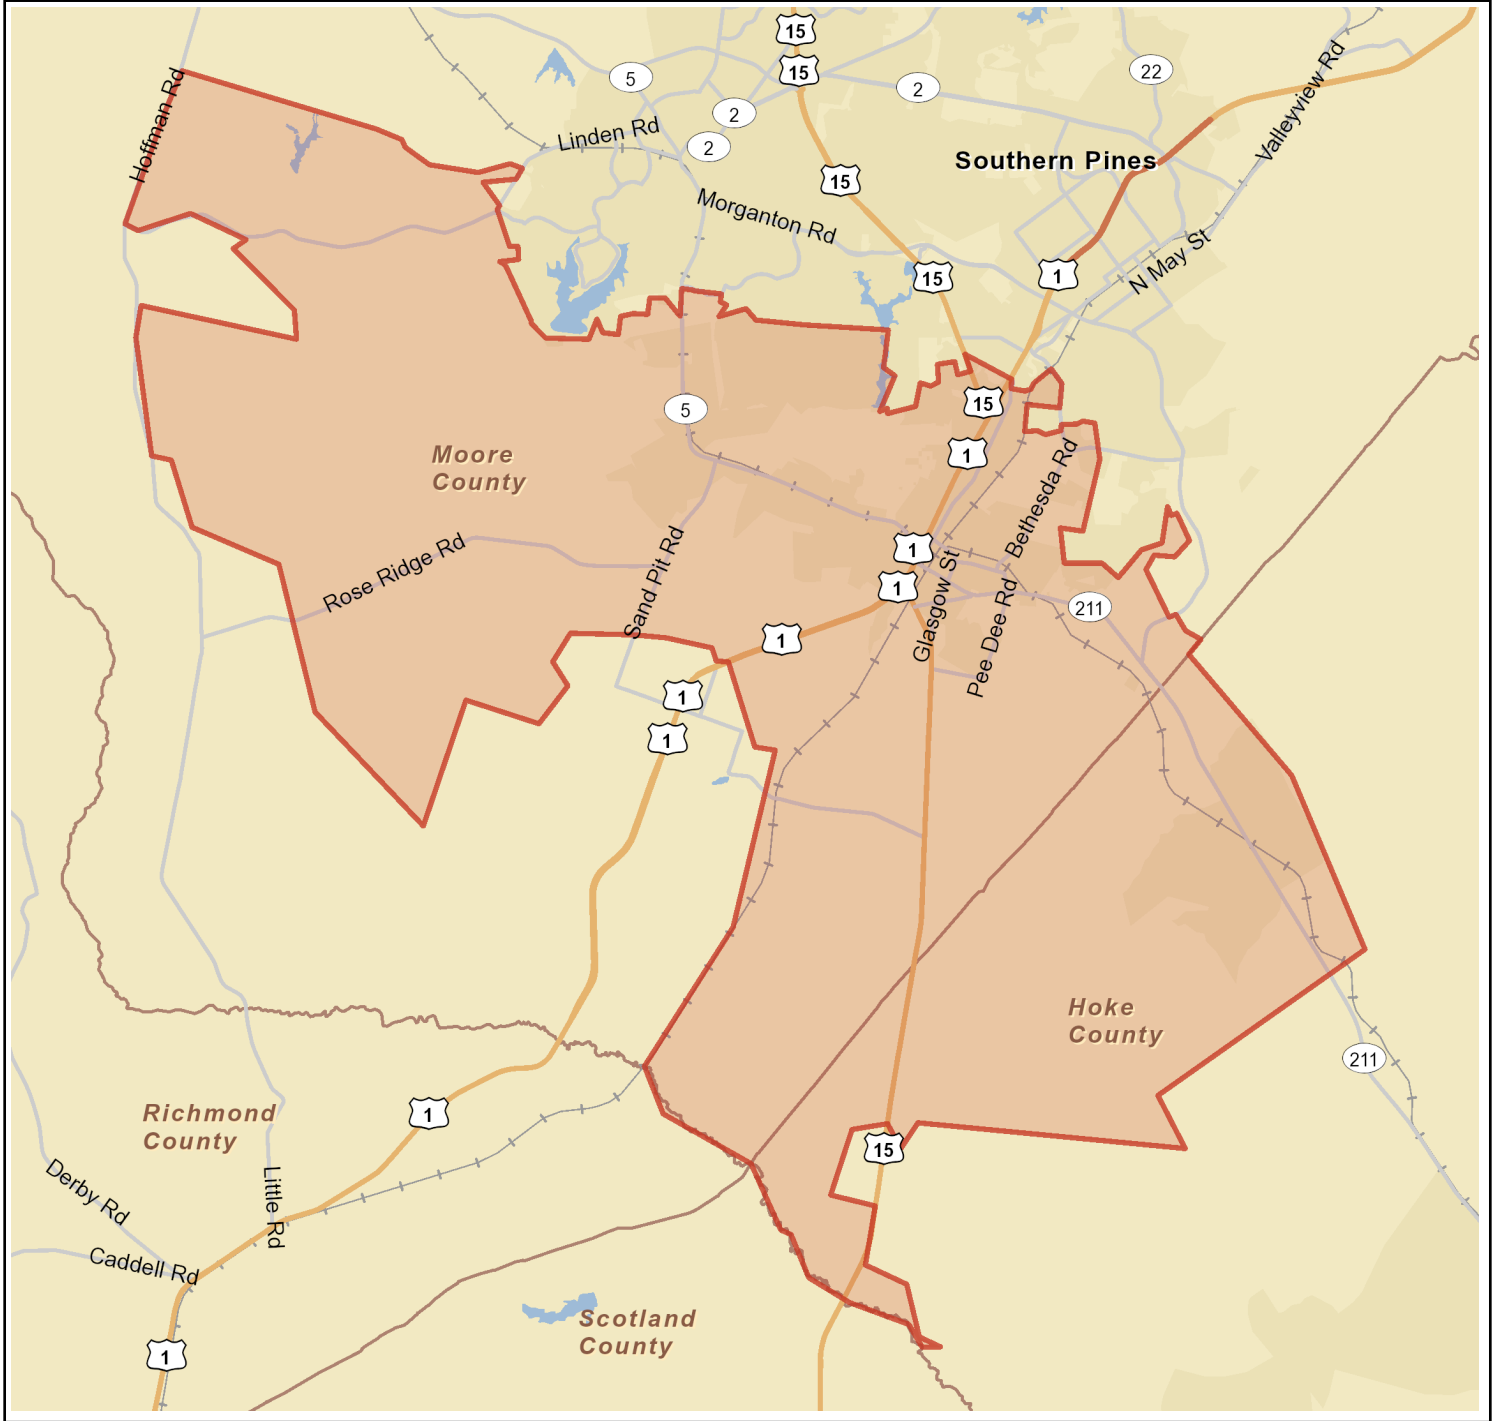 15
5
15
22
2
2
Hoffman Rd
Linden Rd
2
Valleyview Rd
Southern Pines
15
Morganton Rd
N May St
15
1
15
5
Moore
County
1
Bethesda Rd
Rose Ridge Rd
Sand Pit Rd
1
1
Glasgow St
Pee Dee Rd
211
1
1
1
Hoke
County
211
Richmond
County
1
15
Derby Rd
Little Rd
Caddell Rd
Scotland
County
1